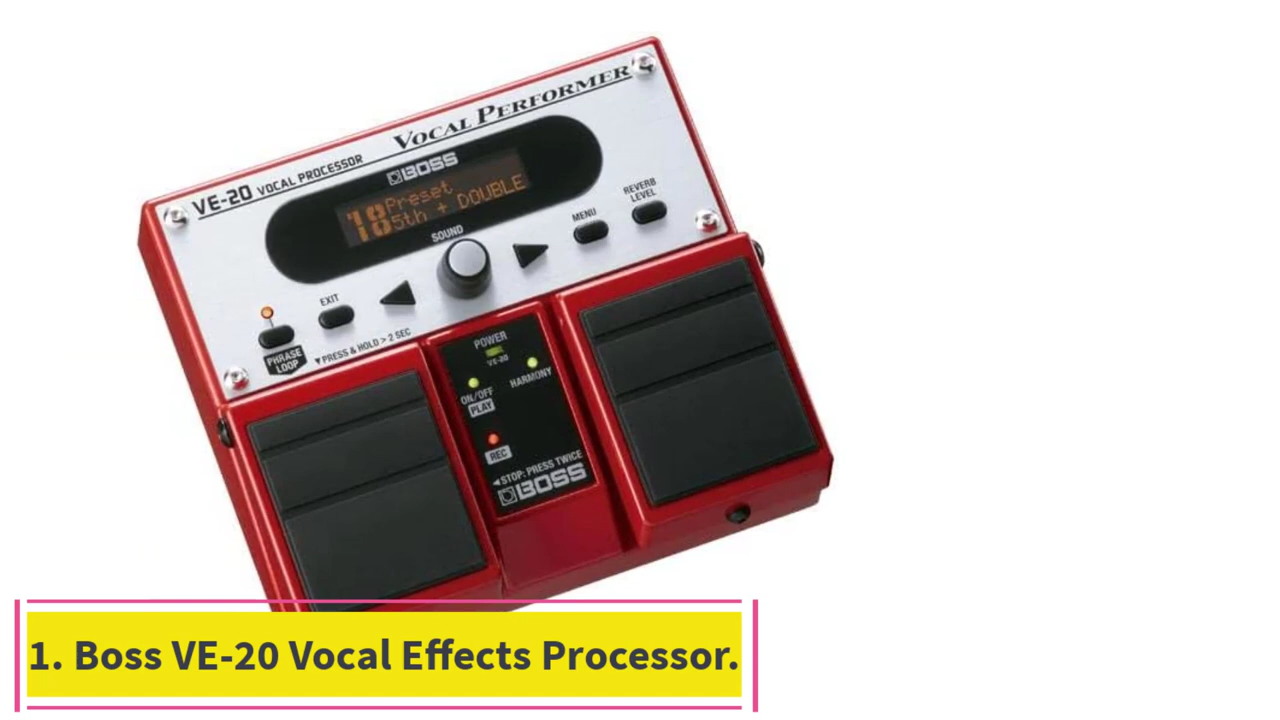 VOCAL PERFORMER
VE-20 VOCAL PROCESSOR
BOSS
18 Preset
5th + DOUBLE
SOUND
REVERB
LEVEL
MENU
EXIT
PHRASE
LOOP
▼PRESS & HOLD > 2 SEC
POWER
VE-20
HARMONY
ON/OFF
PLAY
REC
◀STOP: PRESS TWICE
BOSS
1. Boss VE-20 Vocal Effects Processor.